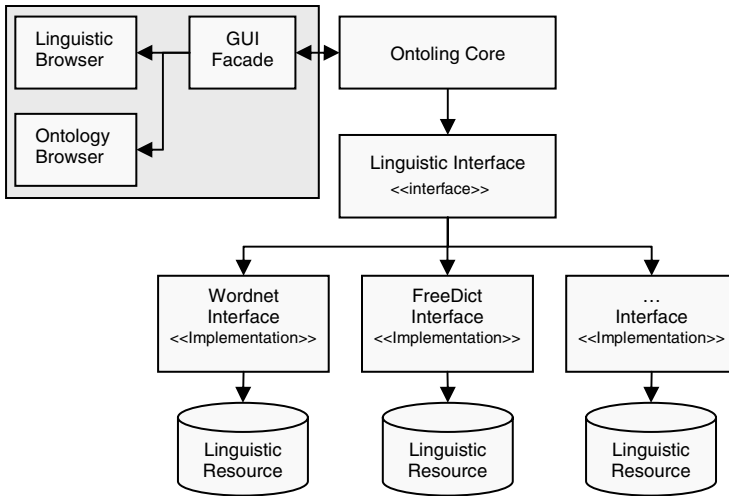 Linguistic
Browser
GUI
Facade
Ontoling Core
Ontology
Browser
Linguistic Interface
<<interface>>
Wordnet
Interface
<<Implementation>>
FreeDict
Interface
<<Implementation>>
…
Interface
<<Implementation>>
Linguistic
Resource
Linguistic
Resource
Linguistic
Resource